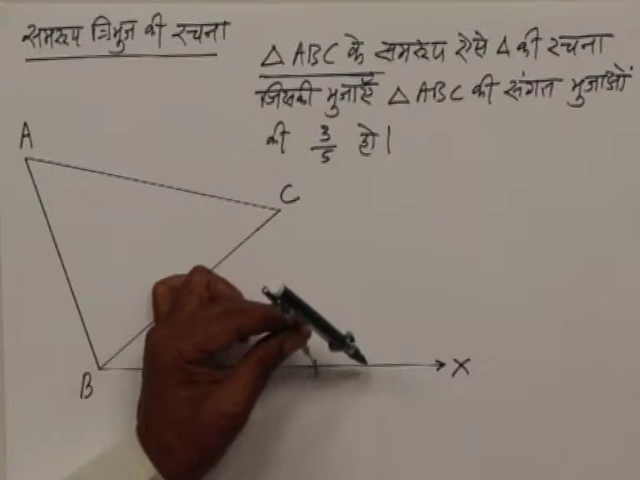 समरूप त्रिभुज की रचना
△ABC के समरूप ऐसे △ की रचना
जिसकी भुजाएँ △ABC की संगत भुजाओं
की 3/5 हो।
A
C
B
X